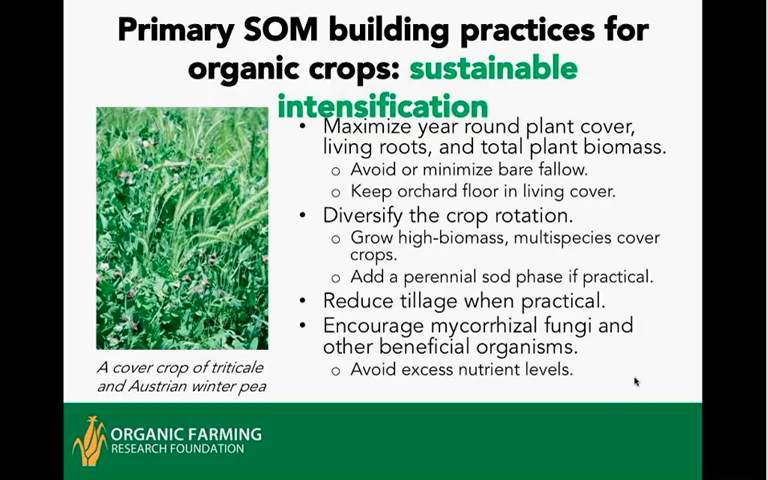 Primary SOM building practices for
organic crops: sustainable
intensification
• Maximize year round plant cover,
living roots, and total plant biomass.
o Avoid or minimize bare fallow.
o Keep orchard floor in living cover.
• Diversify the crop rotation.
o Grow high-biomass, multispecies cover
crops.
o Add a perennial sod phase if practical.
• Reduce tillage when practical.
• Encourage mycorrhizal fungi and
other beneficial organisms.
o Avoid excess nutrient levels.
A cover crop of triticale
and Austrian winter pea
ORGANIC FARMING
RESEARCH FOUNDATION